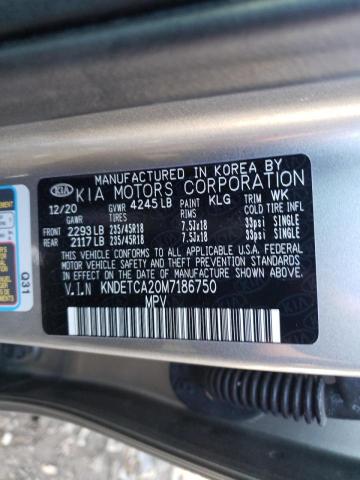 MANUFACTURED IN KOREA BY
KIA KIA MOTORS CORPORATION
12/20 GVWR 4245LB PAINT KLG TRIM WK
GAWR TIRES RIMS COLD TIRE INFL
FRONT 2293LB 235/45R18 7.5JX18 33psi SINGLE
REAR 2117LB 235/45R18 7.5JX18 33psi SINGLE
THIS VEHICLE CONFORMS TO ALL APPLICABLE U.S.A. FEDERAL
MOTOR VEHICLE SAFETY, BUMPER, AND THEFT PREVENTION
STANDARDS IN EFFECT ON THE DATE OF MANUFACTURE SHOWN ABOVE.
V.I.N KNDETCA20M7186750
MPV
Q31